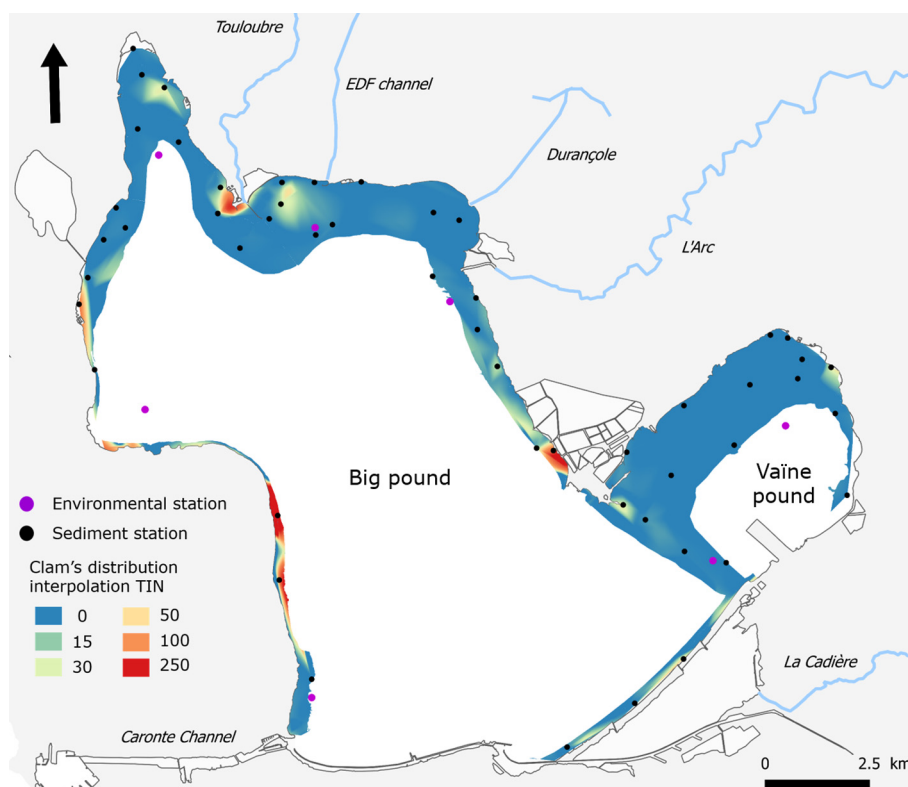 Touloubre
EDF channel
Durançole
L'Arc
Big pound
Vaïne
pound
Environmental station
Sediment station
Clam's distribution
interpolation TIN
0 50
15 100
30 250
La Cadière
Caronte Channel
0 2.5 km